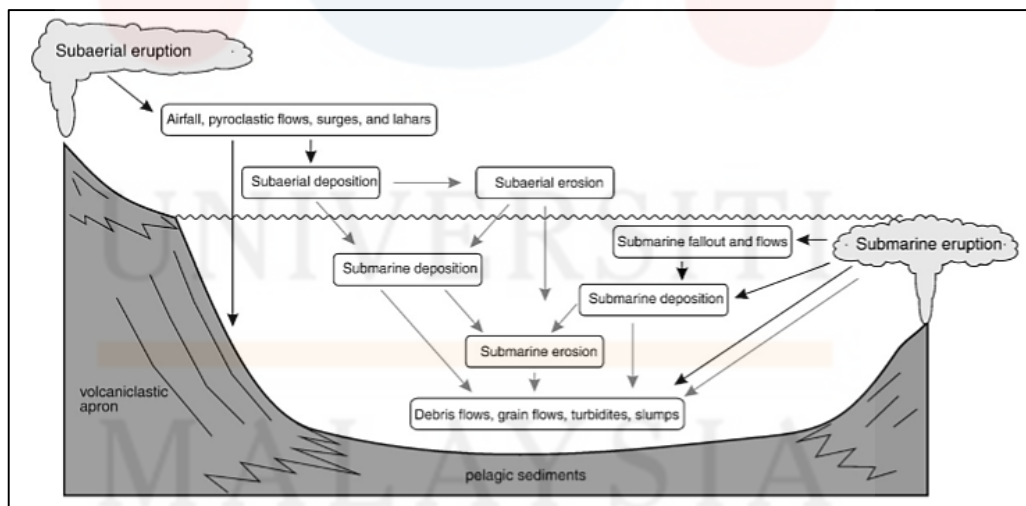 Subaerial eruption
Airfall, pyroclastic flows, surges, and lahars
Subaerial deposition
Subaerial erosion
Submarine fallout and flows
Submarine eruption
Submarine deposition
Submarine deposition
Submarine erosion
volcaniclastic
apron
Debris flows, grain flows, turbidites, slumps
pelagic sediments
UNIVERSITI
MALAYSIA